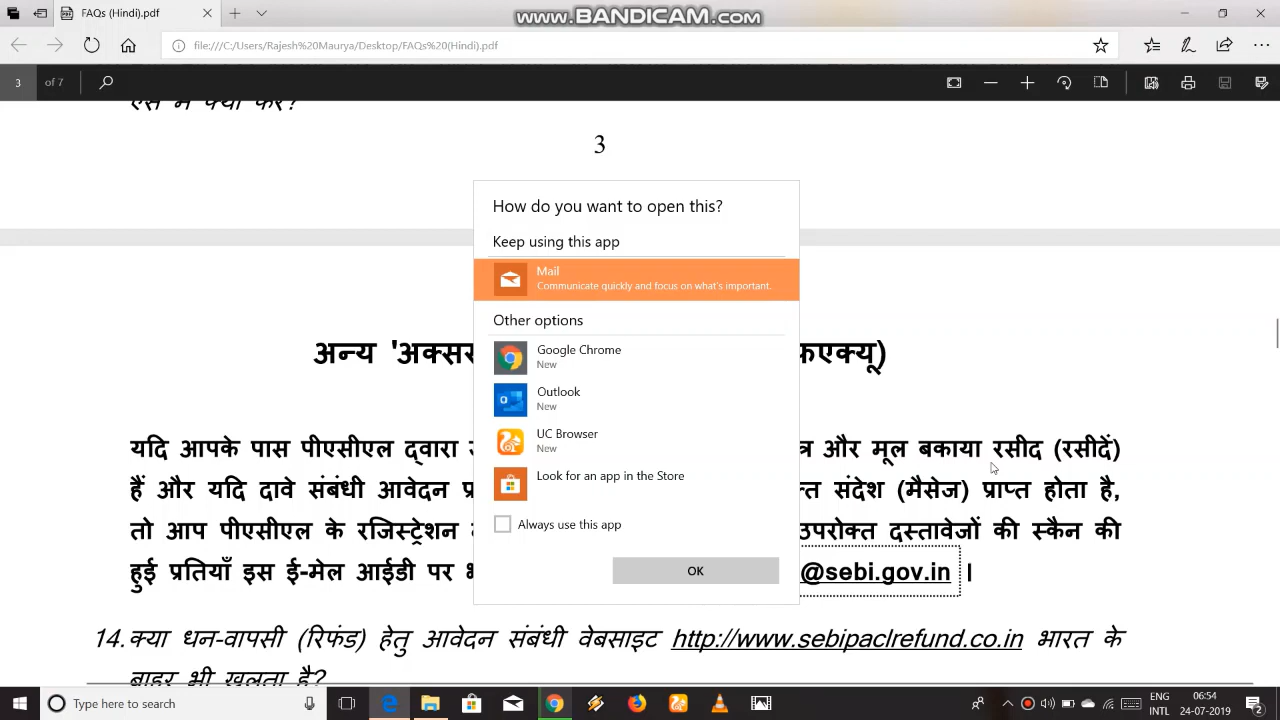 FAQs (Hindi).pdf
www.BANDICAM.com
file:///C:/Users/Rajesh%20Maurya/Desktop/FAQs%20(Hindi).pdf
3 of 7
3
How do you want to open this?
Keep using this app
Mail
Communicate quickly and focus on what's important.
Other options
Google Chrome
New
Outlook
New
UC Browser
New
Look for an app in the Store
Always use this app
OK
अन्य
यदि आपके पास पीएसीएल द्वारा और मूल बकाया रसीद (रसीदें)
हैं और यदि दावे संबंधी आवेदन संदेश (मैसेज) प्राप्त होता है,
तो आप पीएसीएल के रजिस्ट्रेशन उपरोक्त दस्तावेजों की स्कैन की
हुई प्रतियाँ इस ई-मेल आईडी पर @sebi.gov.in ।
14. क्या धन-वापसी (रिफंड) हेतु आवेदन संबंधी वेबसाइट http://www.sebipaclrefund.co.in भारत के
बाहर भी खुलता है?
Type here to search
ENG
INTL
06:54
24-07-2019
2